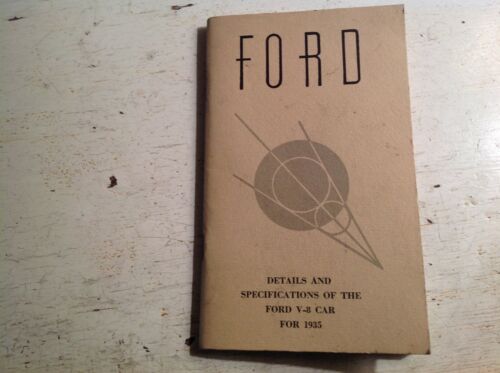 FORD
DETAILS AND
SPECIFICATIONS OF THE
FORD V-8 CAR
FOR 1935